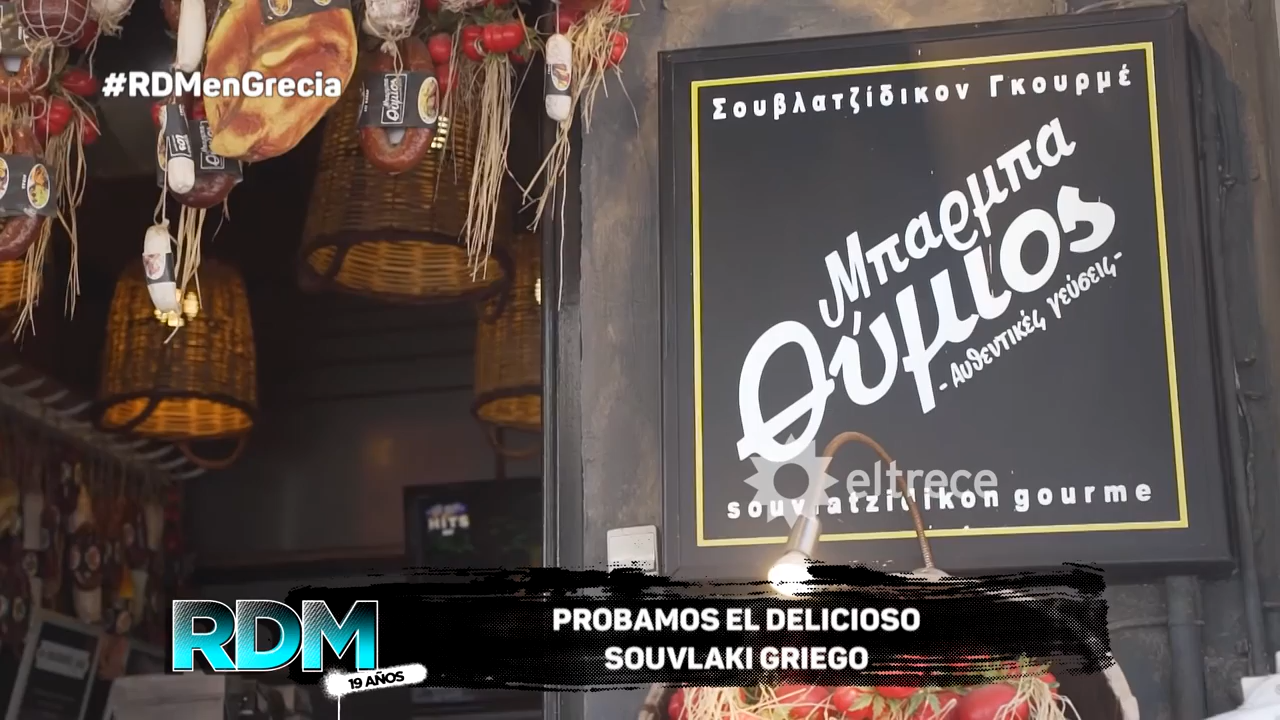 #RDMenGrecia
Σουβλατζίδικον Γκουρμέ
Μπαρμπα
Θύμιος
- Αυθεντικές γεύσεις -
souvlatzidikon gourme
eltrece
HITS
RDM
19 AÑOS
PROBAMOS EL DELICIOSO
SOUVLAKI GRIEGO